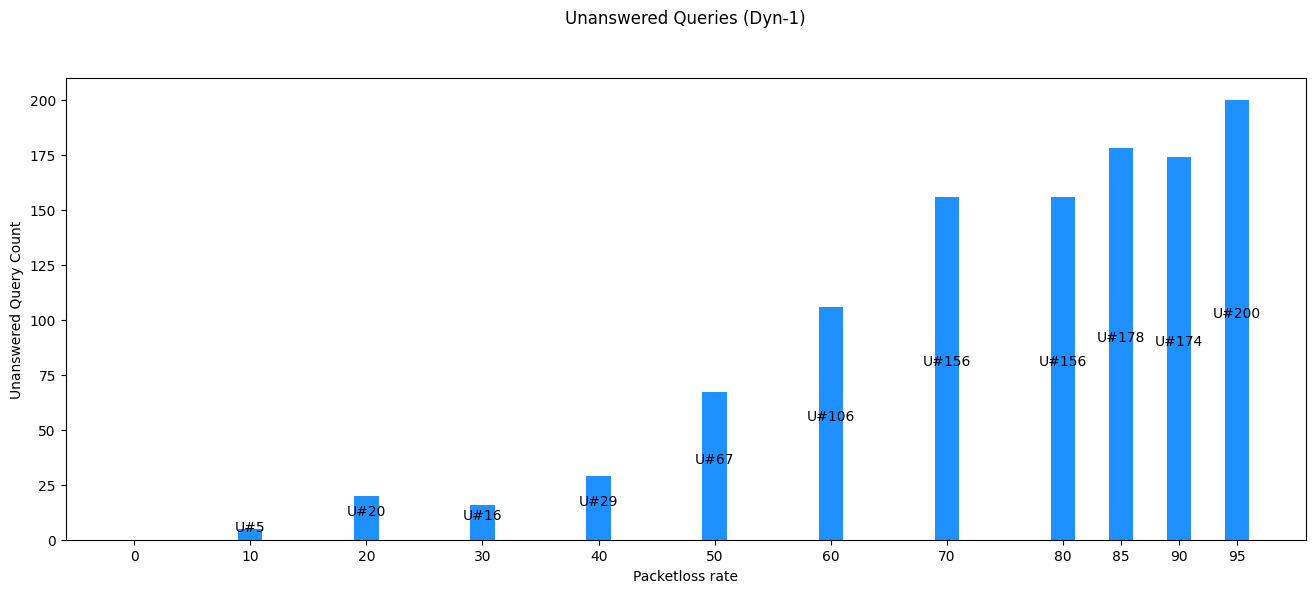 Unanswered Queries (Dyn-1)
Unanswered Query Count
200
175
150
125
100
75
50
25
0
U#5
U#20
U#16
U#29
U#67
U#106
U#156
U#156
U#178
U#174
U#200
0 10 20 30 40 50 60 70 80 85 90 95
Packetloss rate